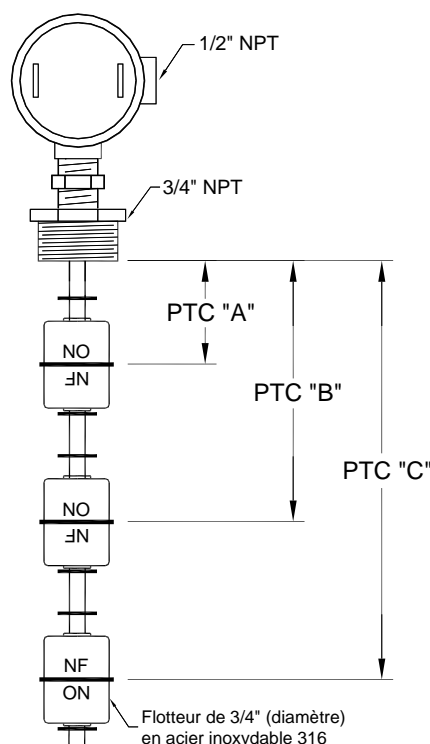 1/2" NPT
3/4" NPT
PTC "A"
NO
NF
PTC "B"
NO
NF
PTC "C"
NF
NO
Flotteur de 3/4" (diamètre)
en acier inoxydable 316